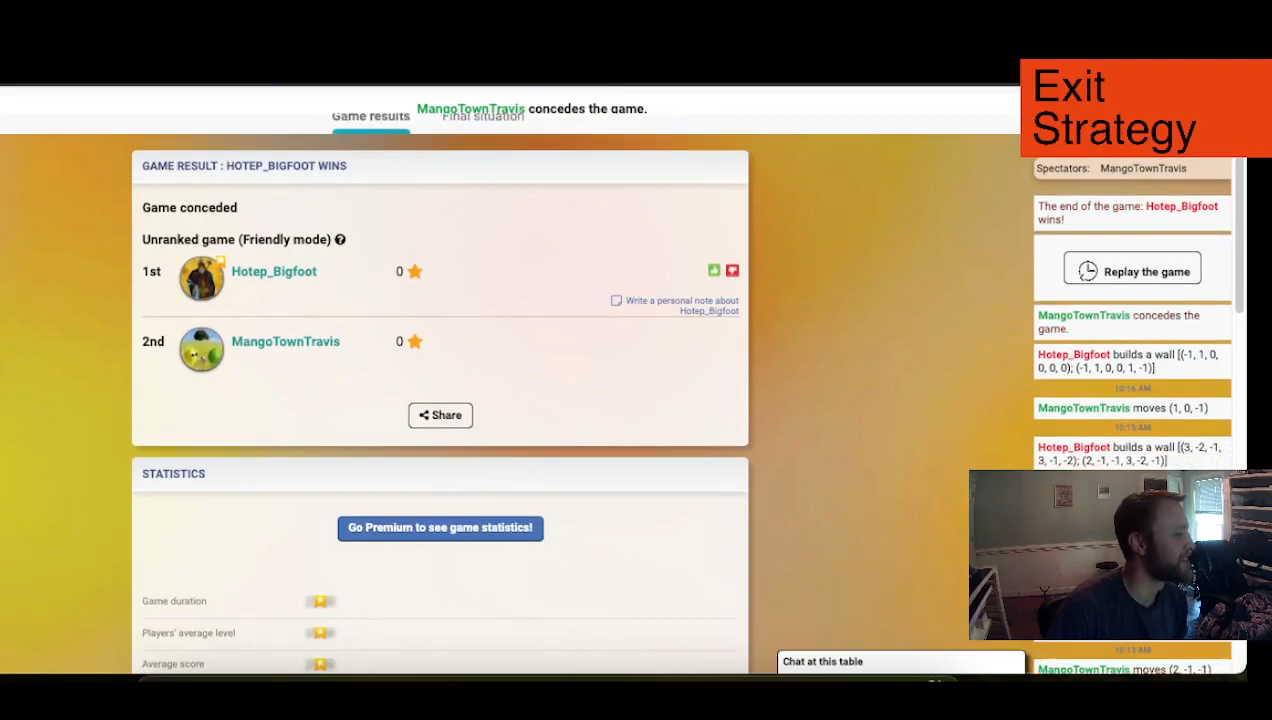 MangoTownTravis concedes the game.
Game results
Final situation
Exit
Strategy
GAME RESULT : HOTEP_BIGFOOT WINS
Game conceded
Unranked game (Friendly mode)
1st Hotep_Bigfoot 0
Write a personal note about
Hotep_Bigfoot
2nd MangoTownTravis 0
Share
STATISTICS
Go Premium to see game statistics!
Game duration
Players' average level
Average score
Spectators: MangoTownTravis
The end of the game: Hotep_Bigfoot
wins!
Replay the game
MangoTownTravis concedes the
game.
Hotep_Bigfoot builds a wall [(-1, 1, 0,
0, 0, 0); (-1, 1, 0, 0, 1, -1)]
10:16 AM
MangoTownTravis moves (1, 0, -1)
10:15 AM
Hotep_Bigfoot builds a wall [(3, -2, -1,
3, -1, -2); (2, -1, -1, 3, -2, -1)]
10:13 AM
MangoTownTravis moves (2, -1, -1)
Chat at this table